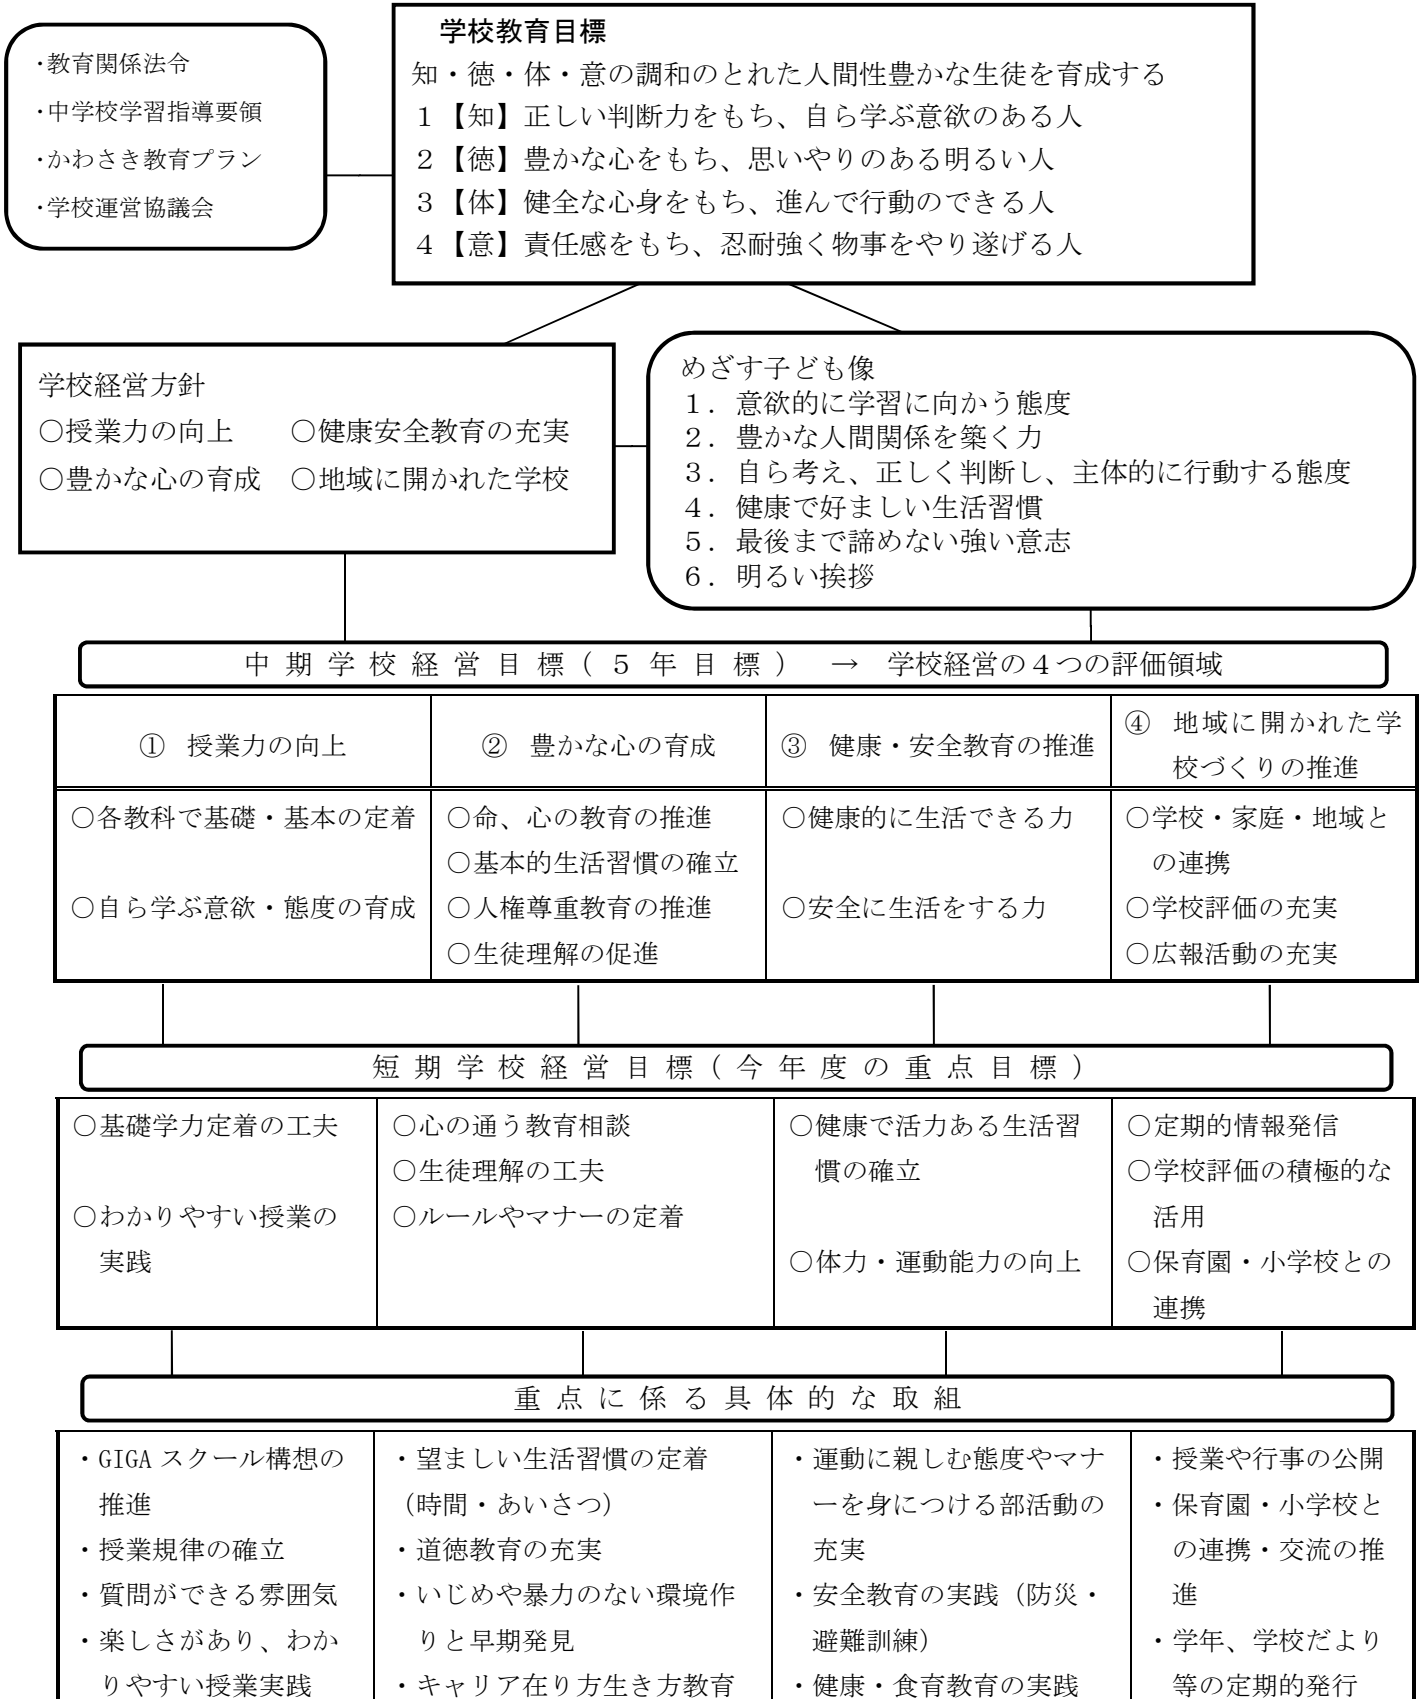 ・教育関係法令
・中学校学習指導要領
・かわさき教育プラン
・学校運営協議会
学校教育目標
知・徳・体・意の調和のとれた人間性豊かな生徒を育成する
１【知】正しい判断力をもち、自ら学ぶ意欲のある人
２【徳】豊かな心をもち、思いやりのある明るい人
３【体】健全な心身をもち、進んで行動のできる人
４【意】責任感をもち、忍耐強く物事をやり遂げる人
学校経営方針
○授業力の向上　　○健康安全教育の充実
○豊かな心の育成　○地域に開かれた学校
めざす子ども像
１．意欲的に学習に向かう態度
２．豊かな人間関係を築く力
３．自ら考え、正しく判断し、主体的に行動する態度
４．健康で好ましい生活習慣
５．最後まで諦めない強い意志
６．明るい挨拶
中期学校経営目標(５年目標)　→　学校経営の４つの評価領域
①　授業力の向上
②　豊かな心の育成
③　健康・安全教育の推進
④　地域に開かれた学
校づくりの推進
○各教科で基礎・基本の定着
○自ら学ぶ意欲・態度の育成
○命、心の教育の推進
○基本的生活習慣の確立
○人権尊重教育の推進
○生徒理解の促進
○健康的に生活できる力
○安全に生活をする力
○学校・家庭・地域と
の連携
○学校評価の充実
○広報活動の充実
短期学校経営目標(今年度の重点目標)
○基礎学力定着の工夫
○わかりやすい授業の
実践
○心の通う教育相談
○生徒理解の工夫
○ルールやマナーの定着
○健康で活力ある生活習
慣の確立
○体力・運動能力の向上
○定期的情報発信
○学校評価の積極的な
活用
○保育園・小学校との
連携
重点に係る具体的な取組
・GIGAスクール構想の
推進
・授業規律の確立
・質問ができる雰囲気
・楽しさがあり、わか
りやすい授業実践
・望ましい生活習慣の定着
（時間・あいさつ）
・道徳教育の充実
・いじめや暴力のない環境作
りと早期発見
・キャリア在り方生き方教育
・運動に親しむ態度やマナ
ーを身につける部活動の
充実
・安全教育の実践（防災・
避難訓練）
・健康・食育教育の実践
・授業や行事の公開
・保育園・小学校と
の連携・交流の推
進
・学年、学校だより
等の定期的発行